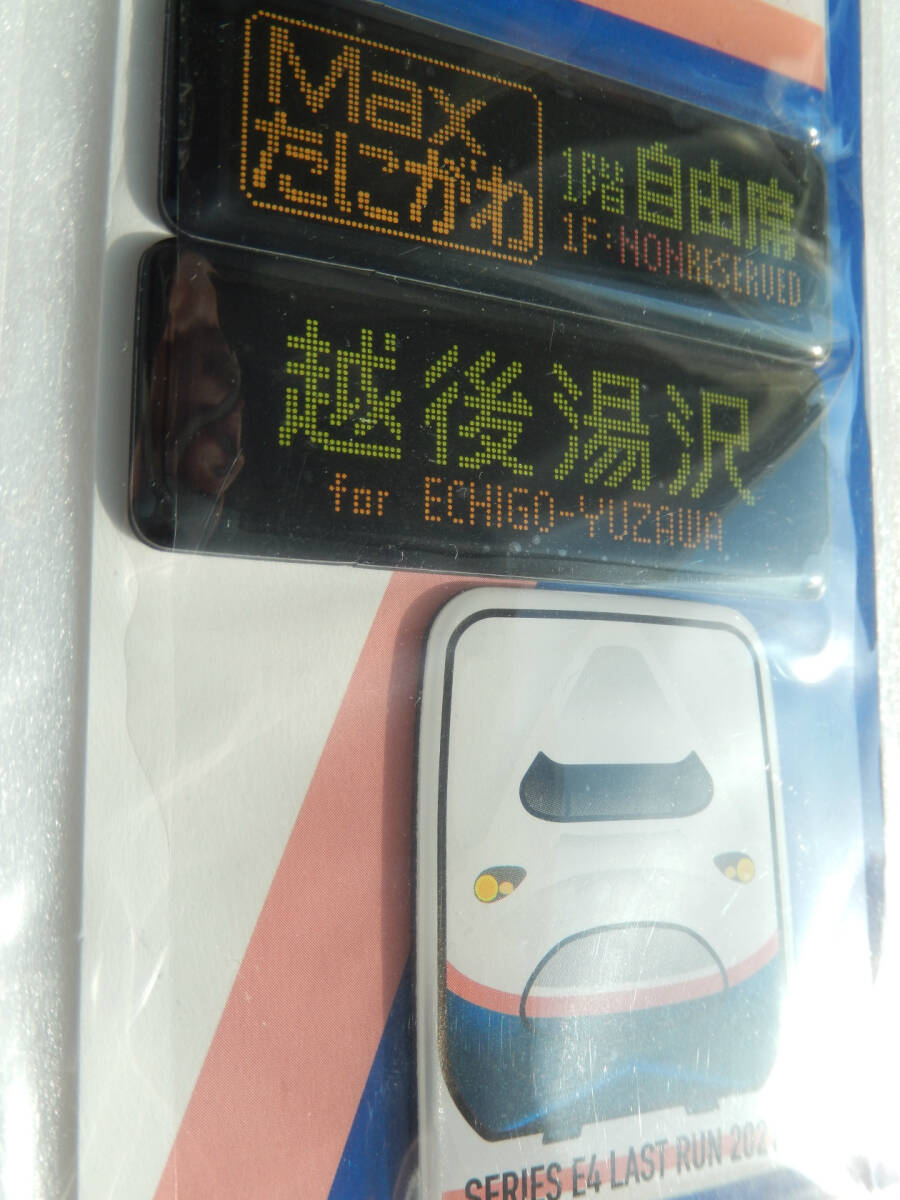 Max
たにがわ
1階自由席
1F:NONRESERVED
越後湯沢
for ECHIGO-YUZAWA
SERIES E4 LAST RUN